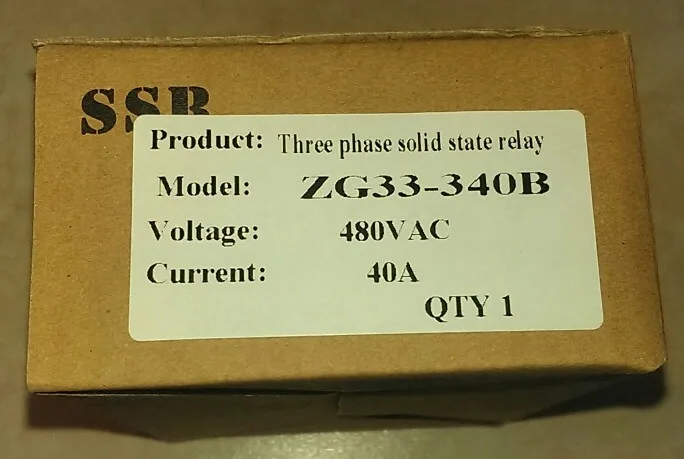 SSR
Product: Three phase solid state relay
Model: ZG33-340B
Voltage: 480VAC
Current: 40A
QTY 1